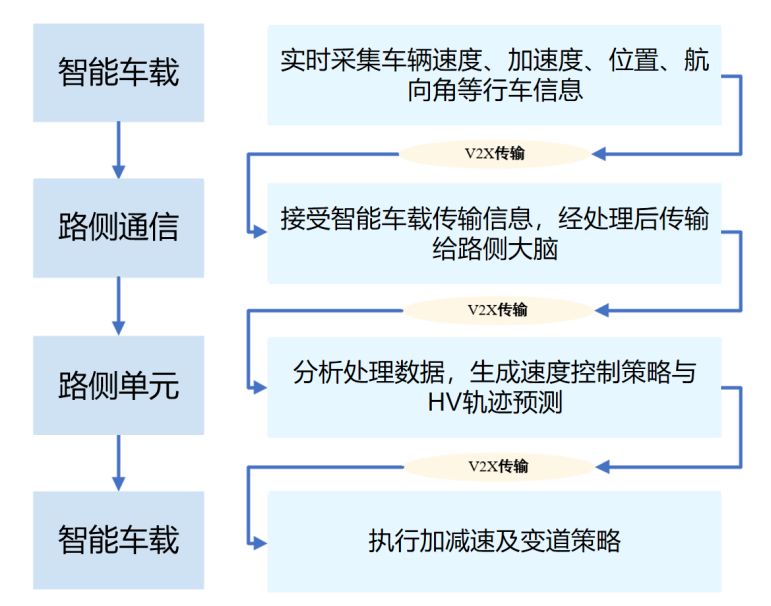 智能车载
实时采集车辆速度、加速度、位置、航
向角等行车信息
V2X传输
路侧通信
接受智能车载传输信息，经处理后传输
给路侧大脑
V2X传输
路侧单元
分析处理数据，生成速度控制策略与
HV轨迹预测
V2X传输
智能车载
执行加减速及变道策略